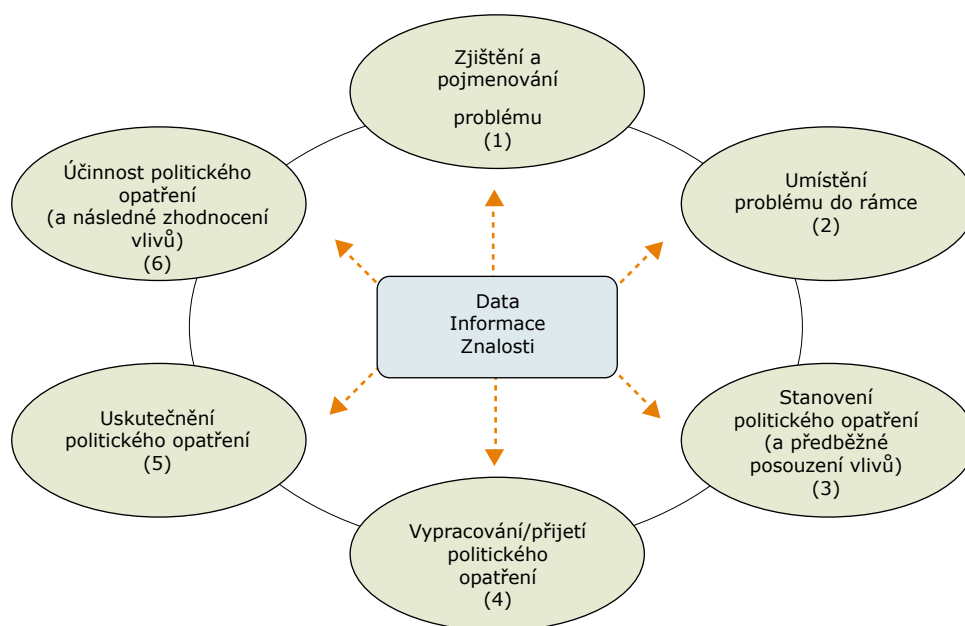 Zjištění a
pojmenování
problému
(1)
Umístění
problému do rámce
(2)
Stanovení
politického opatření
(a předběžné
posouzení vlivů)
(3)
Vypracování/přijetí
politického
opatření
(4)
Uskutečnění
politického opatření
(5)
Účinnost politického
opatření
(a následné zhodnocení
vlivů)
(6)
Data
Informace
Znalosti